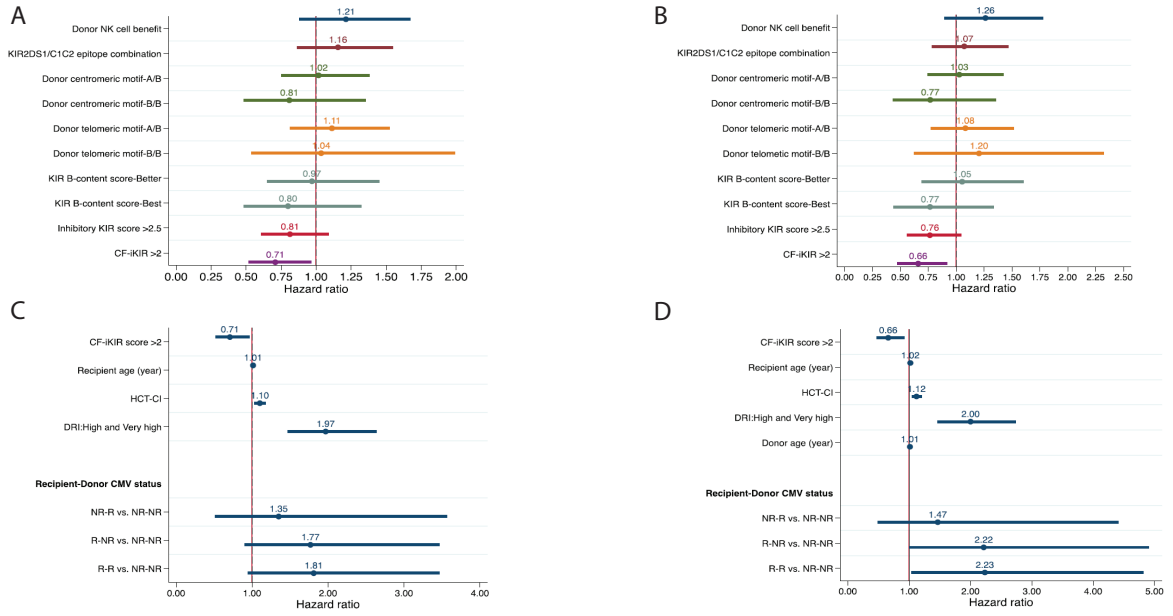 A
Donor NK cell benefit
1.21
KIR2DS1/C1C2 epitope combination
1.16
Donor centromeric motif-A/B
1.02
Donor centromeric motif-B/B
0.81
Donor telomeric motif-A/B
1.11
Donor telomeric motif-B/B
1.04
KIR B-content score-Better
0.97
KIR B-content score-Best
0.80
Inhibitory KIR score >2.5
0.81
CF-iKIR >2
0.71
0.00 0.25 0.50 0.75 1.00 1.25 1.50 1.75 2.00
Hazard ratio
B
Donor NK cell benefit
1.26
KIR2DS1/C1C2 epitope combination
1.07
Donor centromeric motif-A/B
1.03
Donor centromeric motif-B/B
0.77
Donor telomeric motif-A/B
1.08
Donor telometic motif-B/B
1.20
KIR B-content score-Better
1.05
KIR B-content score-Best
0.77
Inhibitory KIR score >2.5
0.76
CF-iKIR >2
0.66
0.00 0.25 0.50 0.75 1.00 1.25 1.50 1.75 2.00 2.25 2.50
Hazard ratio
C
CF-iKIR score >2
0.71
Recipient age (year)
1.01
HCT-CI
1.10
DRI:High and Very high
1.97
Recipient-Donor CMV status
NR-R vs. NR-NR
1.35
R-NR vs. NR-NR
1.77
R-R vs. NR-NR
1.81
0.00 1.00 2.00 3.00 4.00
Hazard ratio
D
CF-iKIR score >2
0.66
Recipient age (year)
1.02
HCT-CI
1.12
DRI:High and Very high
2.00
Donor age (year)
1.01
Recipient-Donor CMV status
NR-R vs. NR-NR
1.47
R-NR vs. NR-NR
2.22
R-R vs. NR-NR
2.23
0.00 1.00 2.00 3.00 4.00 5.00
Hazard ratio